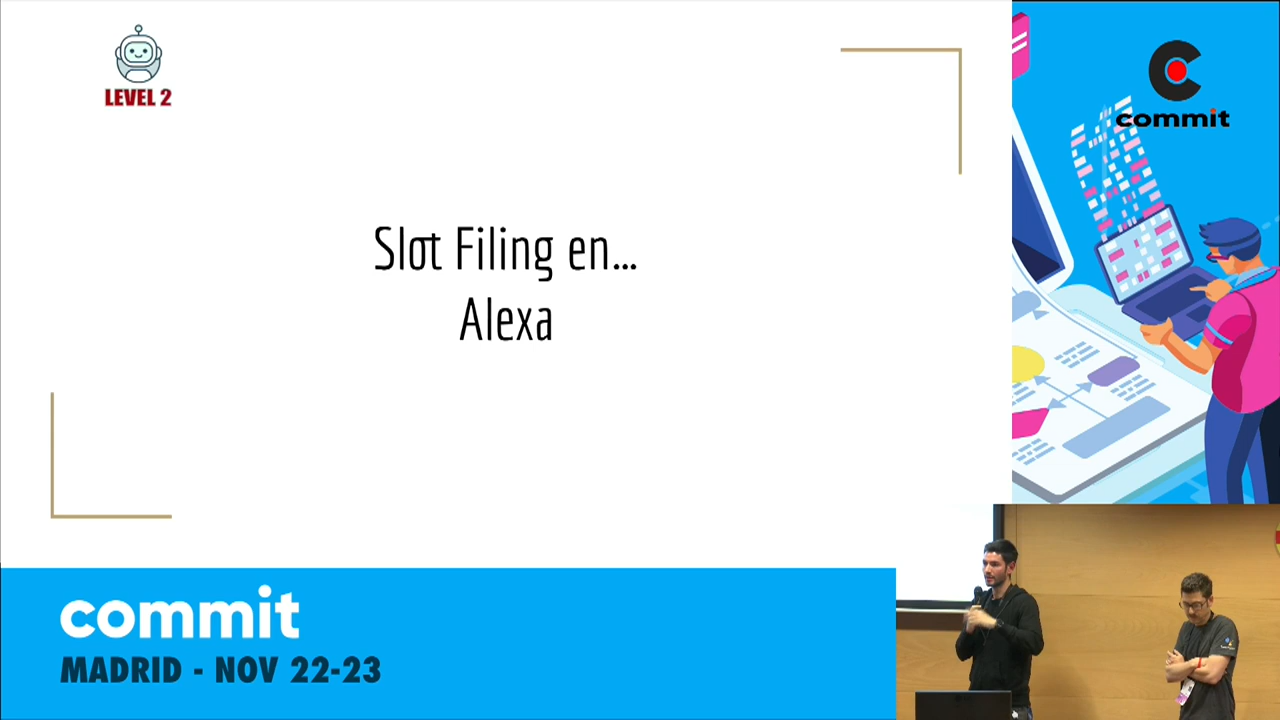 LEVEL 2
commit
Slot Filing en...
Alexa
commit
MADRID - NOV 22-23